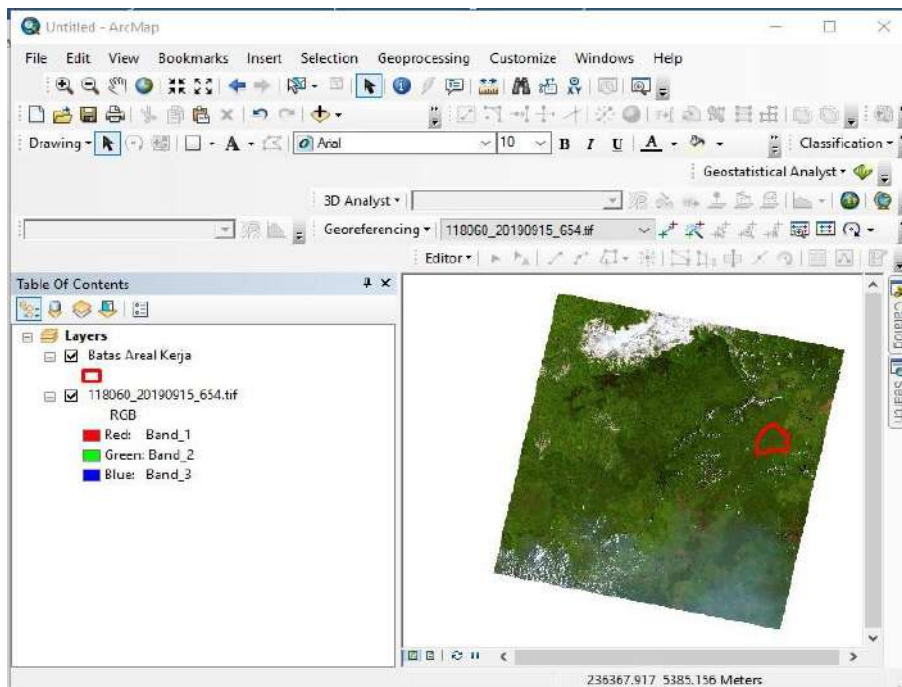 Untitled - ArcMap
File Edit View Bookmarks Insert Selection Geoprocessing Customize Windows Help
Drawing Arial 10 B I U A Classification
Geostatistical Analyst
3D Analyst
Georeferencing 118060_20190915_654.tif
Editor
Table Of Contents
Layers
Batas Areal Kerja
118060_20190915_654.tif
RGB
Red: Band_1
Green: Band_2
Blue: Band_3
Catalog
Search
236367.917 5385.156 Meters